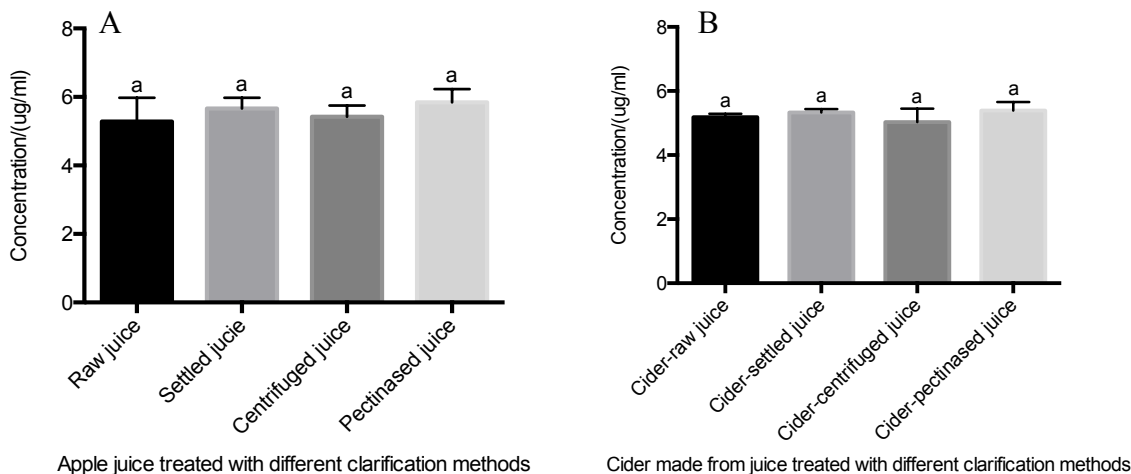 A
Concentration/(ug/ml)
8
6
4
2
0
a
a
a
a
Raw juice
Settled jucie
Centrifuged juice
Pectinased juice
Apple juice treated with different clarification methods
B
Concentration/(ug/ml)
8
6
4
2
0
a
a
a
a
Cider-raw juice
Cider-settled juice
Cider-centrifuged juice
Cider-pectinased juice
Cider made from juice treated with different clarification methods